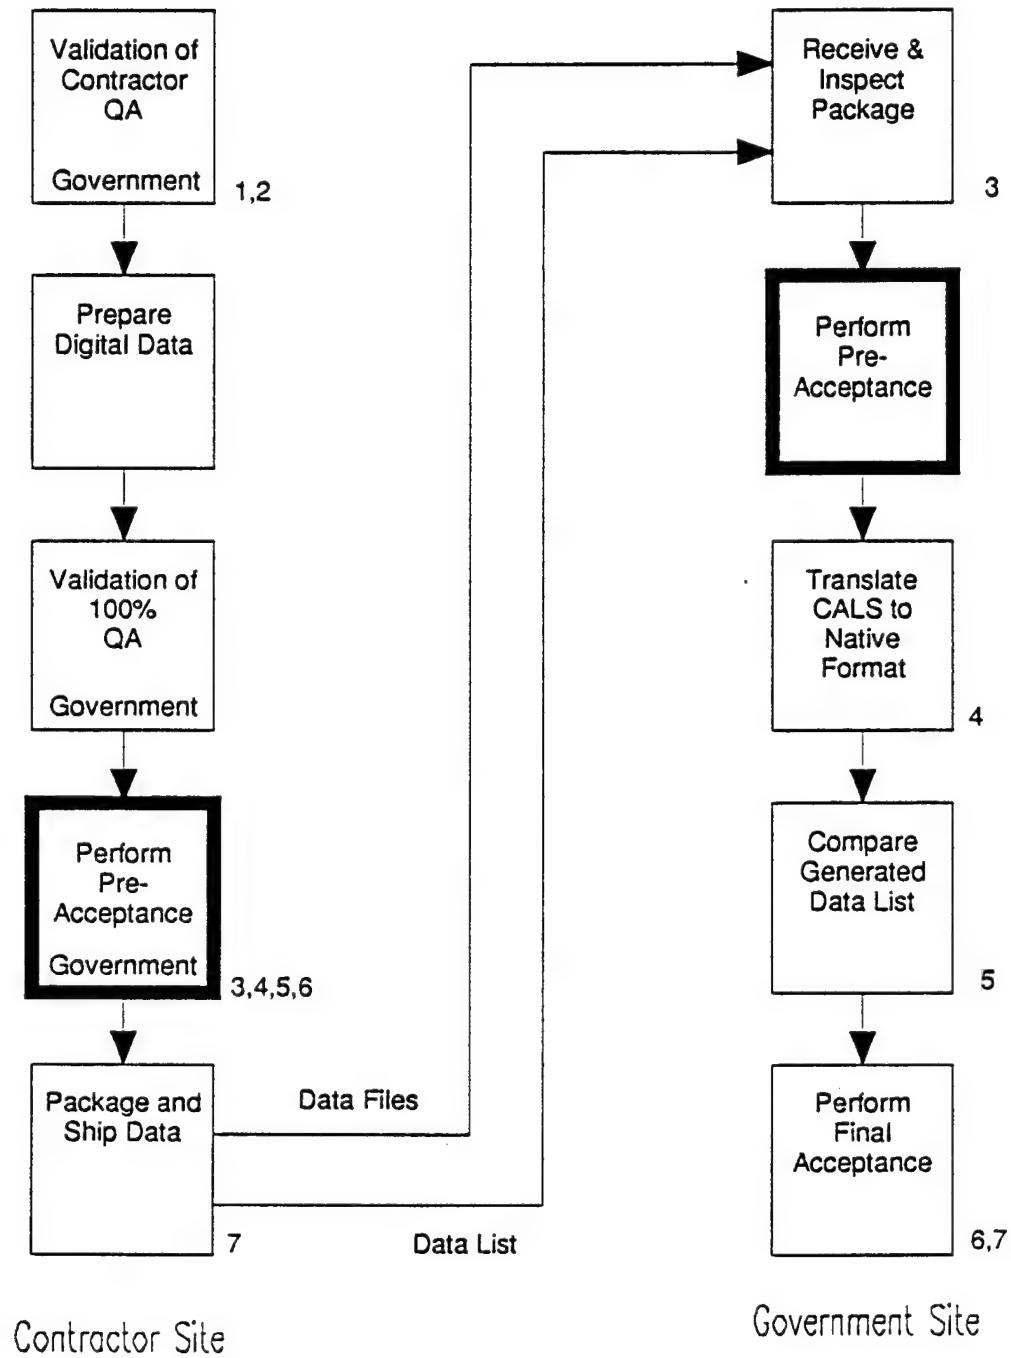 Validation of
Contractor
QA
Government
1,2
Prepare
Digital Data
Validation of
100%
QA
Government
Perform
Pre-
Acceptance
Government
3,4,5,6
Package and
Ship Data
7
Data Files
Data List
Contractor Site
Receive &
Inspect
Package
3
Perform
Pre-
Acceptance
Translate
CALS to
Native
Format
4
Compare
Generated
Data List
5
Perform
Final
Acceptance
6,7
Government Site